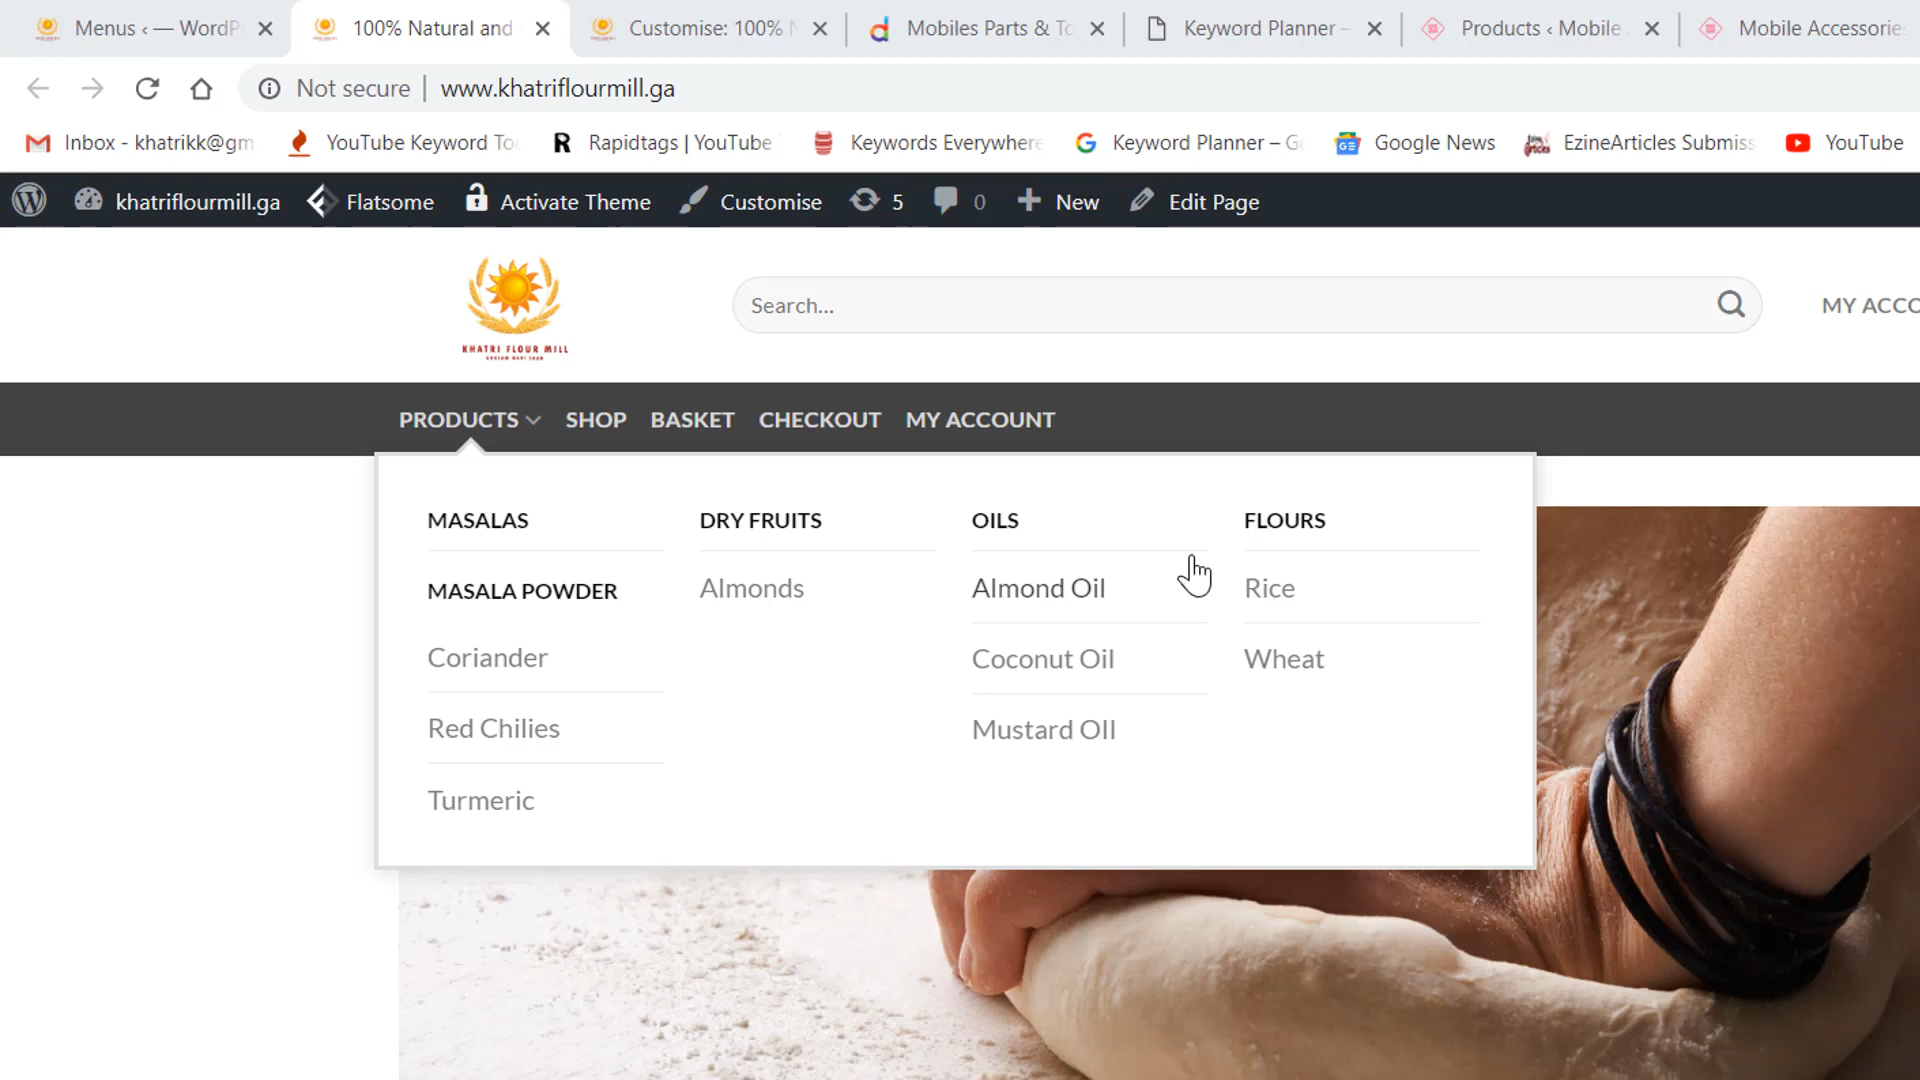 Menus ‹ — WordP
100% Natural and
Customise: 100% N
Mobiles Parts & To
Keyword Planner –
Products ‹ Mobile
Mobile Accessories
Not secure | www.khatriflourmill.ga
Inbox - khatrikk@gm
YouTube Keyword To
Rapidtags | YouTube
Keywords Everywhere
Keyword Planner – G
Google News
EzineArticles Submiss
YouTube
khatriflourmill.ga
Flatsome
Activate Theme
Customise
5
0
New
Edit Page
KHATRI FLOUR MILL
Search...
MY ACCO
PRODUCTS
SHOP
BASKET
CHECKOUT
MY ACCOUNT
MASALAS
MASALA POWDER
Coriander
Red Chilies
Turmeric
DRY FRUITS
Almonds
OILS
Almond Oil
Coconut Oil
Mustard OIl
FLOURS
Rice
Wheat